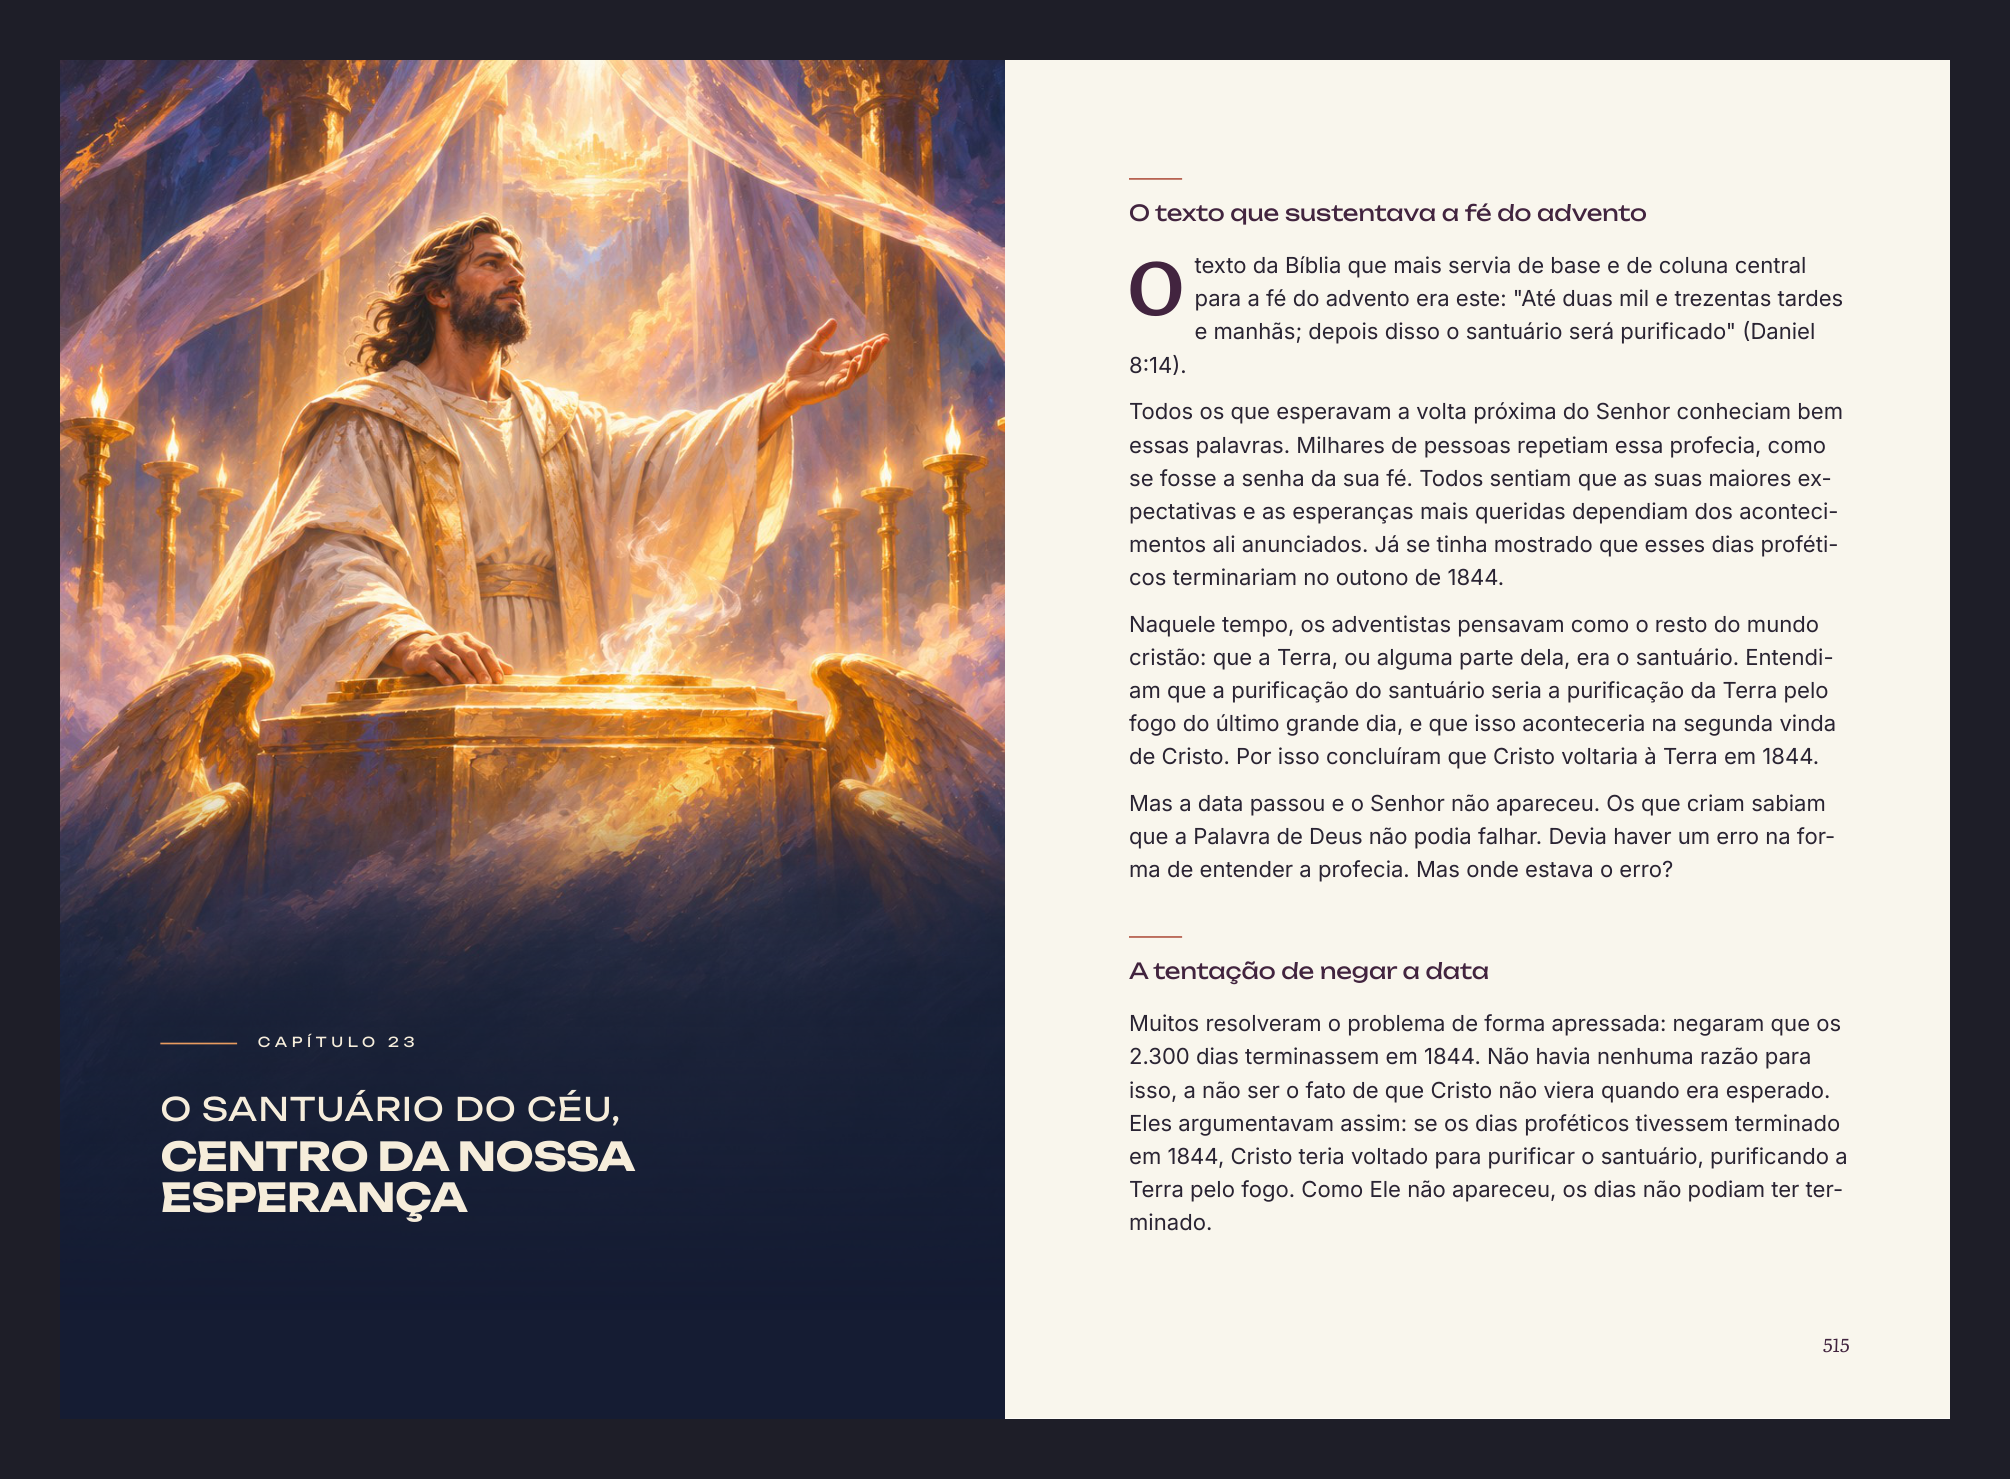 CAPÍTULO 23
O SANTUÁRIO DO CÉU,
CENTRO DA NOSSA
ESPERANÇA
O texto que sustentava a fé do advento
O texto da Bíblia que mais servia de base e de coluna central
para a fé do advento era este: "Até duas mil e trezentas tardes
e manhãs; depois disso o santuário será purificado" (Daniel
8:14).
Todos os que esperavam a volta próxima do Senhor conheciam bem
essas palavras. Milhares de pessoas repetiam essa profecia, como
se fosse a senha da sua fé. Todos sentiam que as suas maiores ex-
pectativas e as esperanças mais queridas dependiam dos aconteci-
mentos ali anunciados. Já se tinha mostrado que esses dias proféti-
cos terminariam no outono de 1844.
Naquele tempo, os adventistas pensavam como o resto do mundo
cristão: que a Terra, ou alguma parte dela, era o santuário. Entendi-
am que a purificação do santuário seria a purificação da Terra pelo
fogo do último grande dia, e que isso aconteceria na segunda vinda
de Cristo. Por isso concluíram que Cristo voltaria à Terra em 1844.
Mas a data passou e o Senhor não apareceu. Os que criam sabiam
que a Palavra de Deus não podia falhar. Devia haver um erro na for-
ma de entender a profecia. Mas onde estava o erro?
A tentação de negar a data
Muitos resolveram o problema de forma apressada: negaram que os
2.300 dias terminassem em 1844. Não havia nenhuma razão para
isso, a não ser o fato de que Cristo não viera quando era esperado.
Eles argumentavam assim: se os dias proféticos tivessem terminado
em 1844, Cristo teria voltado para purificar o santuário, purificando a
Terra pelo fogo. Como Ele não apareceu, os dias não podiam ter ter-
minado.
515